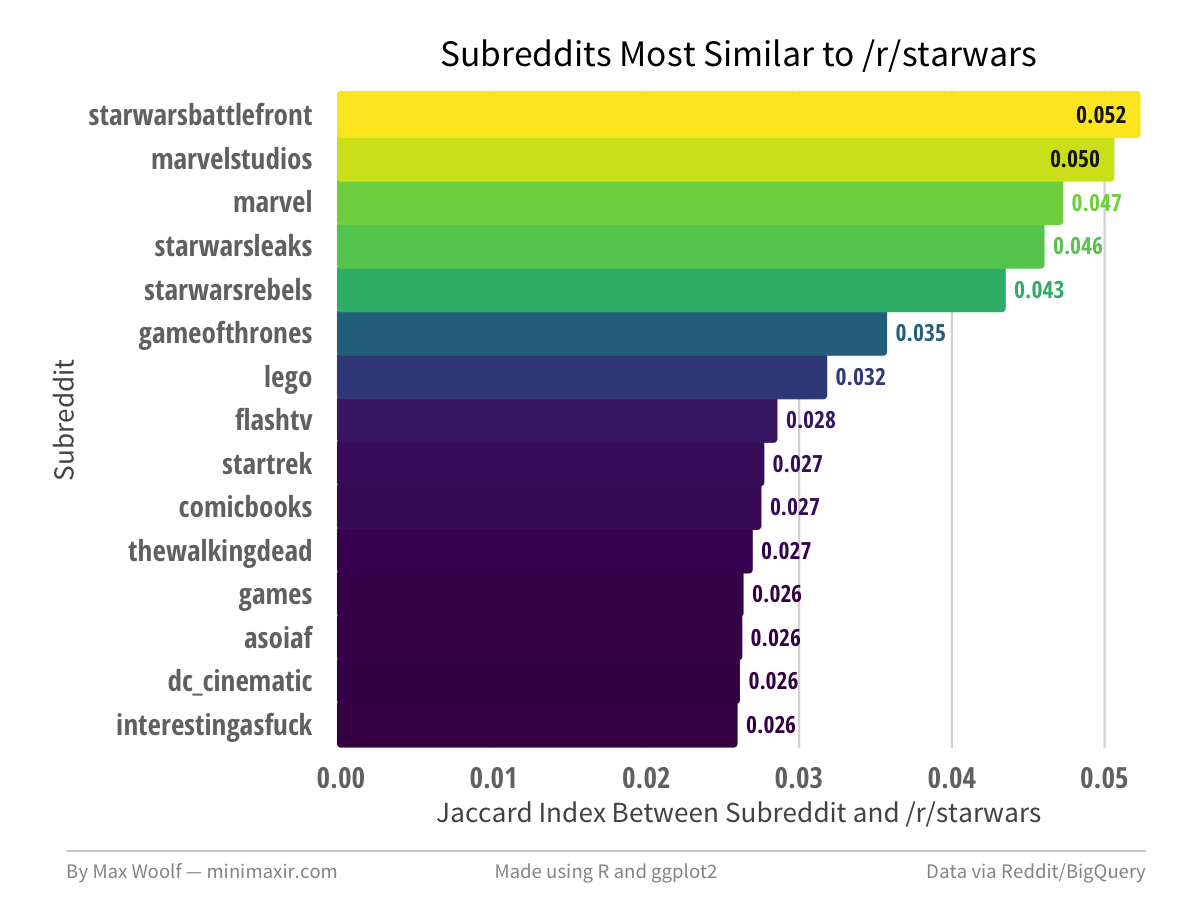 Subreddits Most Similar to /r/starwars
starwarsbattlefront 0.052
marvelstudios 0.050
marvel 0.047
starwarsleaks 0.046
starwarsrebels 0.043
gameofthrones 0.035
lego 0.032
flashtv 0.028
startrek 0.027
comicbooks 0.027
thewalkingdead 0.027
games 0.026
asoiaf 0.026
dc_cinematic 0.026
interestingasfuck 0.026
Subreddit
0.00 0.01 0.02 0.03 0.04 0.05
Jaccard Index Between Subreddit and /r/starwars
By Max Woolf — minimaxir.com Made using R and ggplot2 Data via Reddit/BigQuery